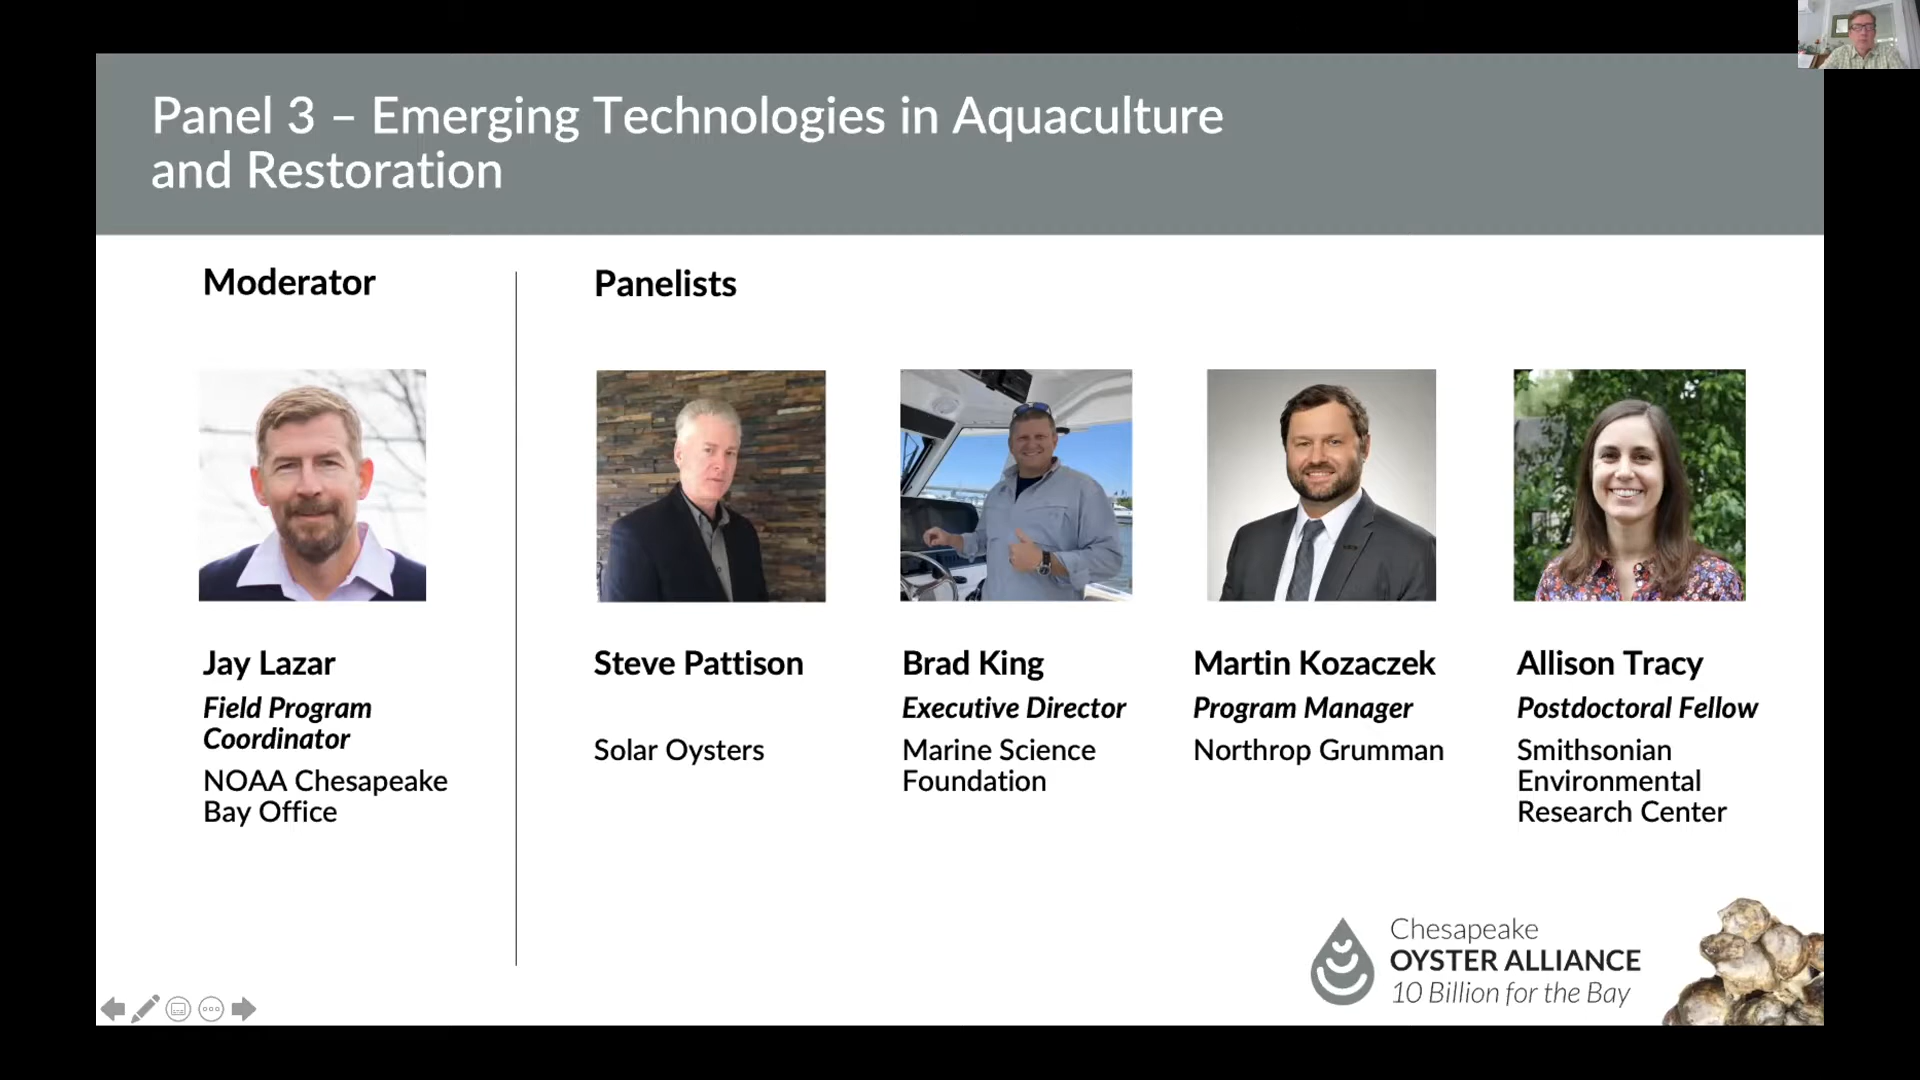 Panel 3 – Emerging Technologies in Aquaculture
and Restoration
Moderator
Jay Lazar
Field Program
Coordinator
NOAA Chesapeake
Bay Office
Panelists
Steve Pattison
Solar Oysters
Brad King
Executive Director
Marine Science
Foundation
Martin Kozaczek
Program Manager
Northrop Grumman
Allison Tracy
Postdoctoral Fellow
Smithsonian
Environmental
Research Center
Chesapeake
OYSTER ALLIANCE
10 Billion for the Bay